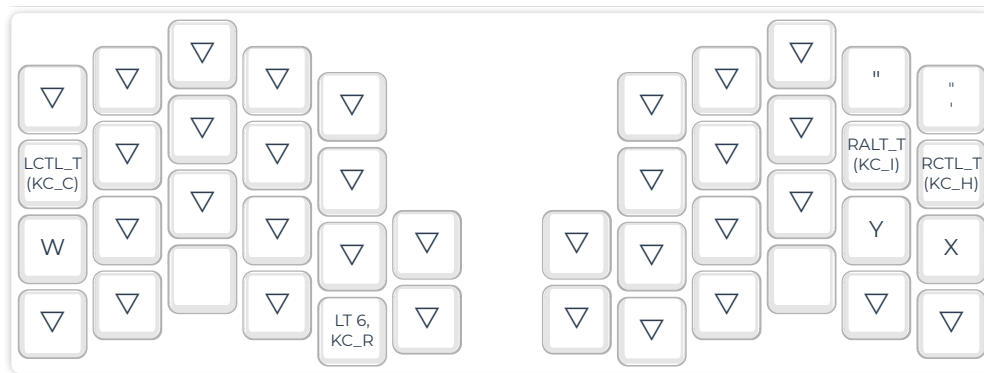 "
"
'
LCTL_T
(KC_C)
RALT_T
(KC_I)
RCTL_T
(KC_H)
W
Y
X
LT 6,
KC_R